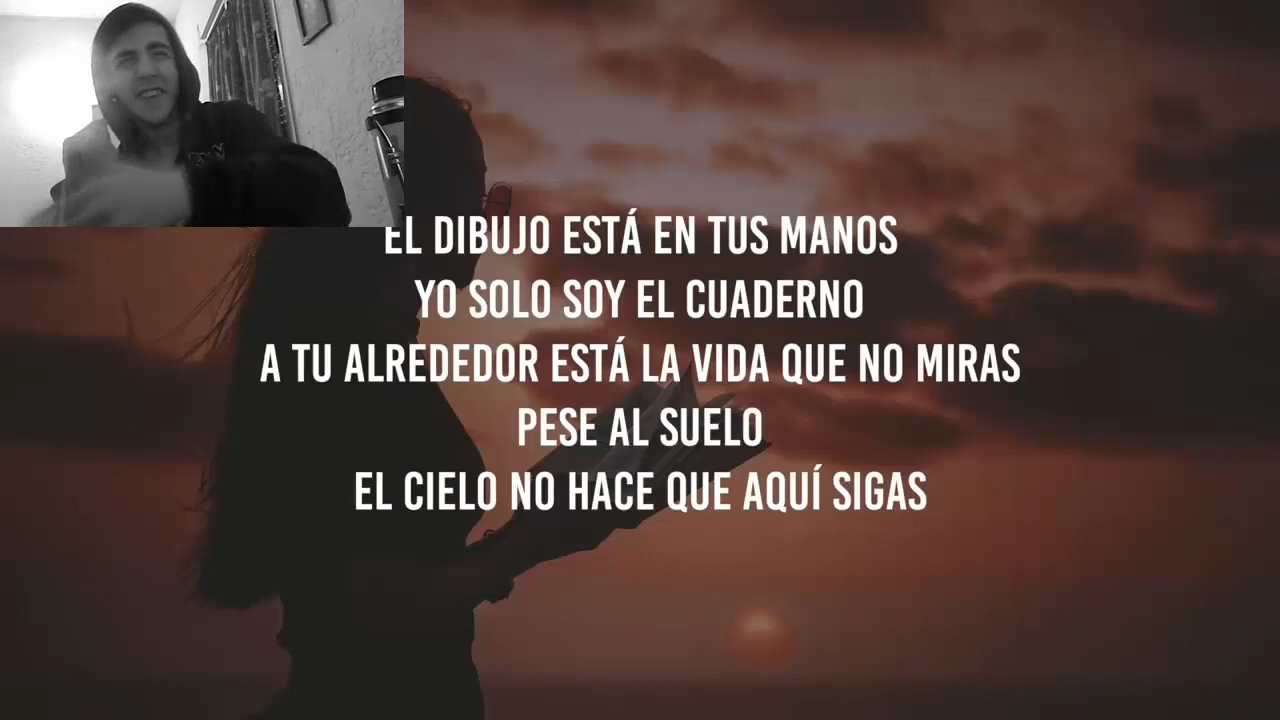 EL DIBUJO ESTÁ EN TUS MANOS
YO SOLO SOY EL CUADERNO
A TU ALREDEDOR ESTÁ LA VIDA QUE NO MIRAS
PESE AL SUELO
EL CIELO NO HACE QUE AQUÍ SIGAS